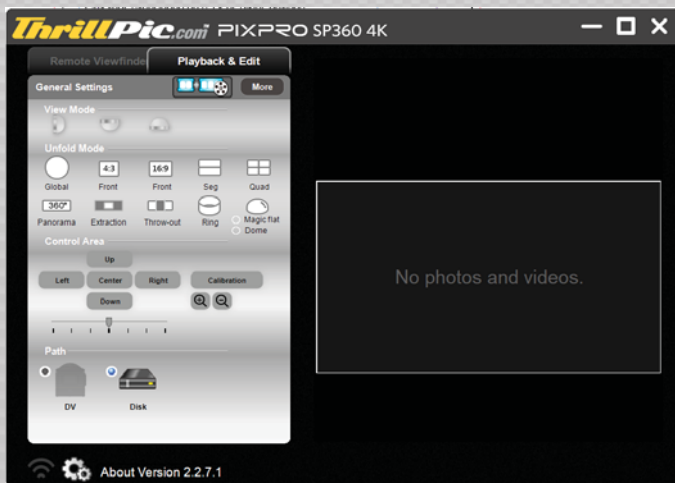 ThrillPic.com PIXPRO SP360 4K
Remote Viewfinde Playback & Edit
General Settings More
View Mode
Unfold Mode
4:3 16:9
Global Front Front Seg Quad
360°
Panorama Extraction Throw-out Ring Magic flat
Dome
Control Area
Up
Left Center Right Calibration
Down
Path
DV Disk
No photos and videos.
About Version 2.2.7.1